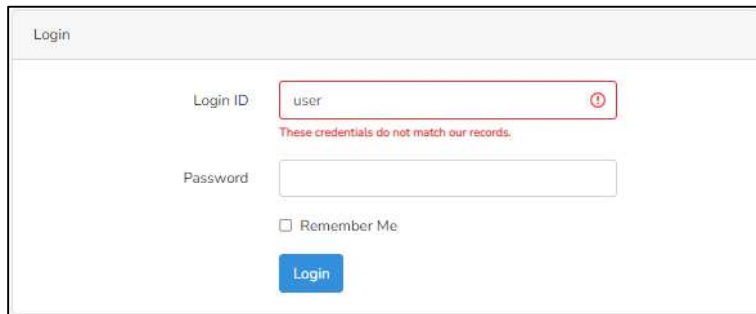 Login
Login ID
user
These credentials do not match our records.
Password
Remember Me
Login